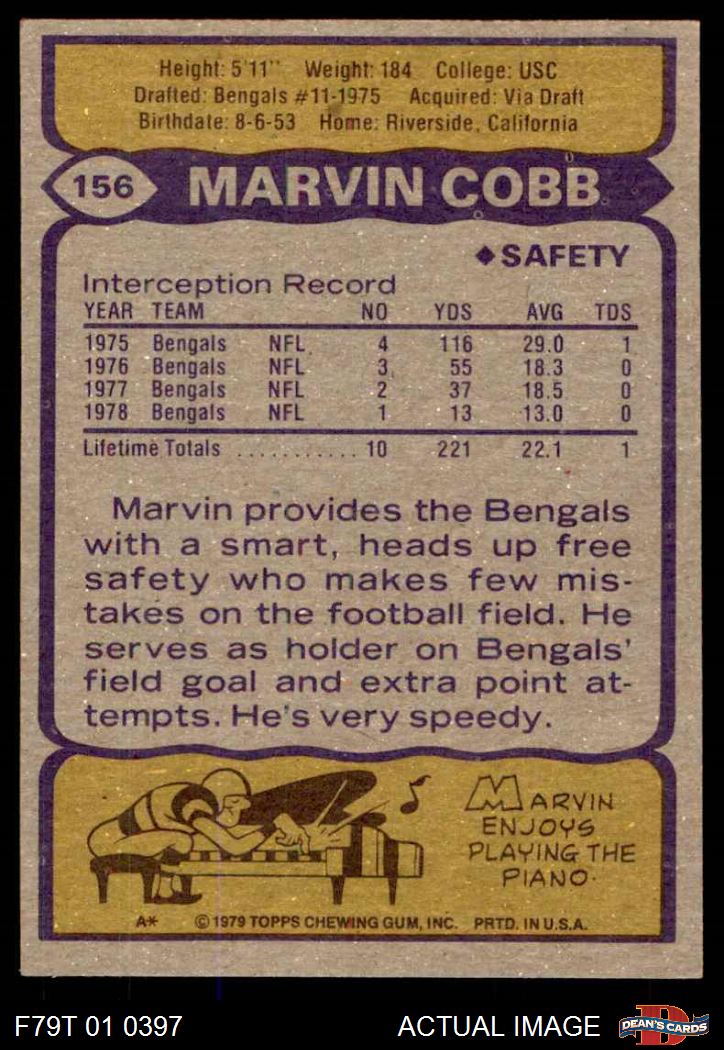 Height: 5'11" Weight: 184 College: USC
Drafted: Bengals #11-1975 Acquired: Via Draft
Birthdate: 8-6-53 Home: Riverside, California
156 MARVIN COBB
◆SAFETY
Interception Record
YEAR TEAM NO YDS AVG TDS
1975 Bengals NFL 4 116 29.0 1
1976 Bengals NFL 3 55 18.3 0
1977 Bengals NFL 2 37 18.5 0
1978 Bengals NFL 1 13 13.0 0
Lifetime Totals ........... 10 221 22.1 1
Marvin provides the Bengals
with a smart, heads up free
safety who makes few mis-
takes on the football field. He
serves as holder on Bengals'
field goal and extra point at-
tempts. He's very speedy.
MARVIN
ENJOYS
PLAYING THE
PIANO.
A* © 1979 TOPPS CHEWING GUM, INC. PRTD. IN U.S.A.
F79T 01 0397 ACTUAL IMAGE D DEAN'S CARDS